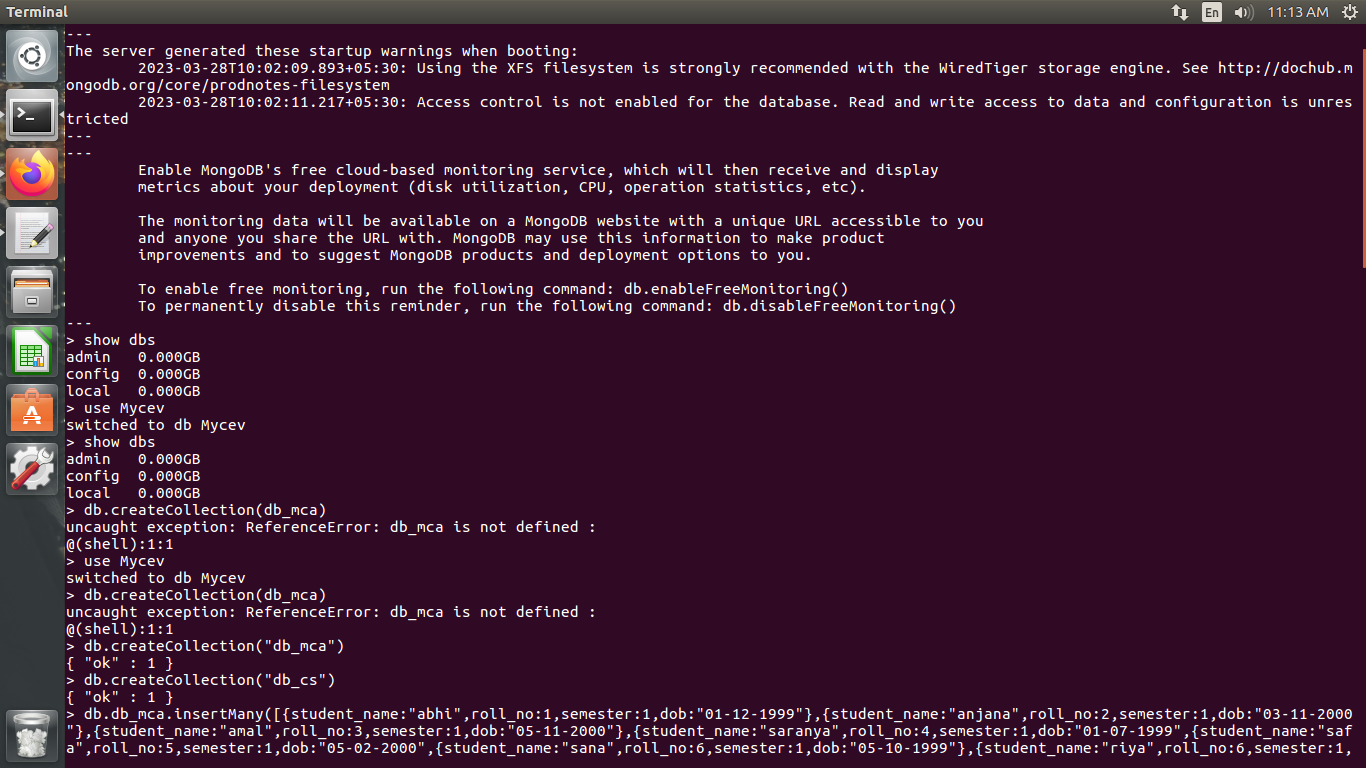 Terminal
En
11:13 AM
---
The server generated these startup warnings when booting:
2023-03-28T10:02:09.893+05:30: Using the XFS filesystem is strongly recommended with the WiredTiger storage engine. See http://dochub.m
ongodb.org/core/prodnotes-filesystem
2023-03-28T10:02:11.217+05:30: Access control is not enabled for the database. Read and write access to data and configuration is unres
tricted
---
---
Enable MongoDB's free cloud-based monitoring service, which will then receive and display
metrics about your deployment (disk utilization, CPU, operation statistics, etc).
The monitoring data will be available on a MongoDB website with a unique URL accessible to you
and anyone you share the URL with. MongoDB may use this information to make product
improvements and to suggest MongoDB products and deployment options to you.
To enable free monitoring, run the following command: db.enableFreeMonitoring()
To permanently disable this reminder, run the following command: db.disableFreeMonitoring()
---
> show dbs
admin   0.000GB
config  0.000GB
local   0.000GB
> use Mycev
switched to db Mycev
> show dbs
admin   0.000GB
config  0.000GB
local   0.000GB
> db.createCollection(db_mca)
uncaught exception: ReferenceError: db_mca is not defined :
@(shell):1:1
> use Mycev
switched to db Mycev
> db.createCollection(db_mca)
uncaught exception: ReferenceError: db_mca is not defined :
@(shell):1:1
> db.createCollection("db_mca")
{ "ok" : 1 }
> db.createCollection("db_cs")
{ "ok" : 1 }
> db.db_mca.insertMany([{student_name:"abhi",roll_no:1,semester:1,dob:"01-12-1999"},{student_name:"anjana",roll_no:2,semester:1,dob:"03-11-2000
"},{student_name:"amal",roll_no:3,semester:1,dob:"05-11-2000"},{student_name:"saranya",roll_no:4,semester:1,dob:"01-07-1999",{student_name:"saf
a",roll_no:5,semester:1,dob:"05-02-2000",{student_name:"sana",roll_no:6,semester:1,dob:"05-10-1999"},{student_name:"riya",roll_no:6,semester:1,